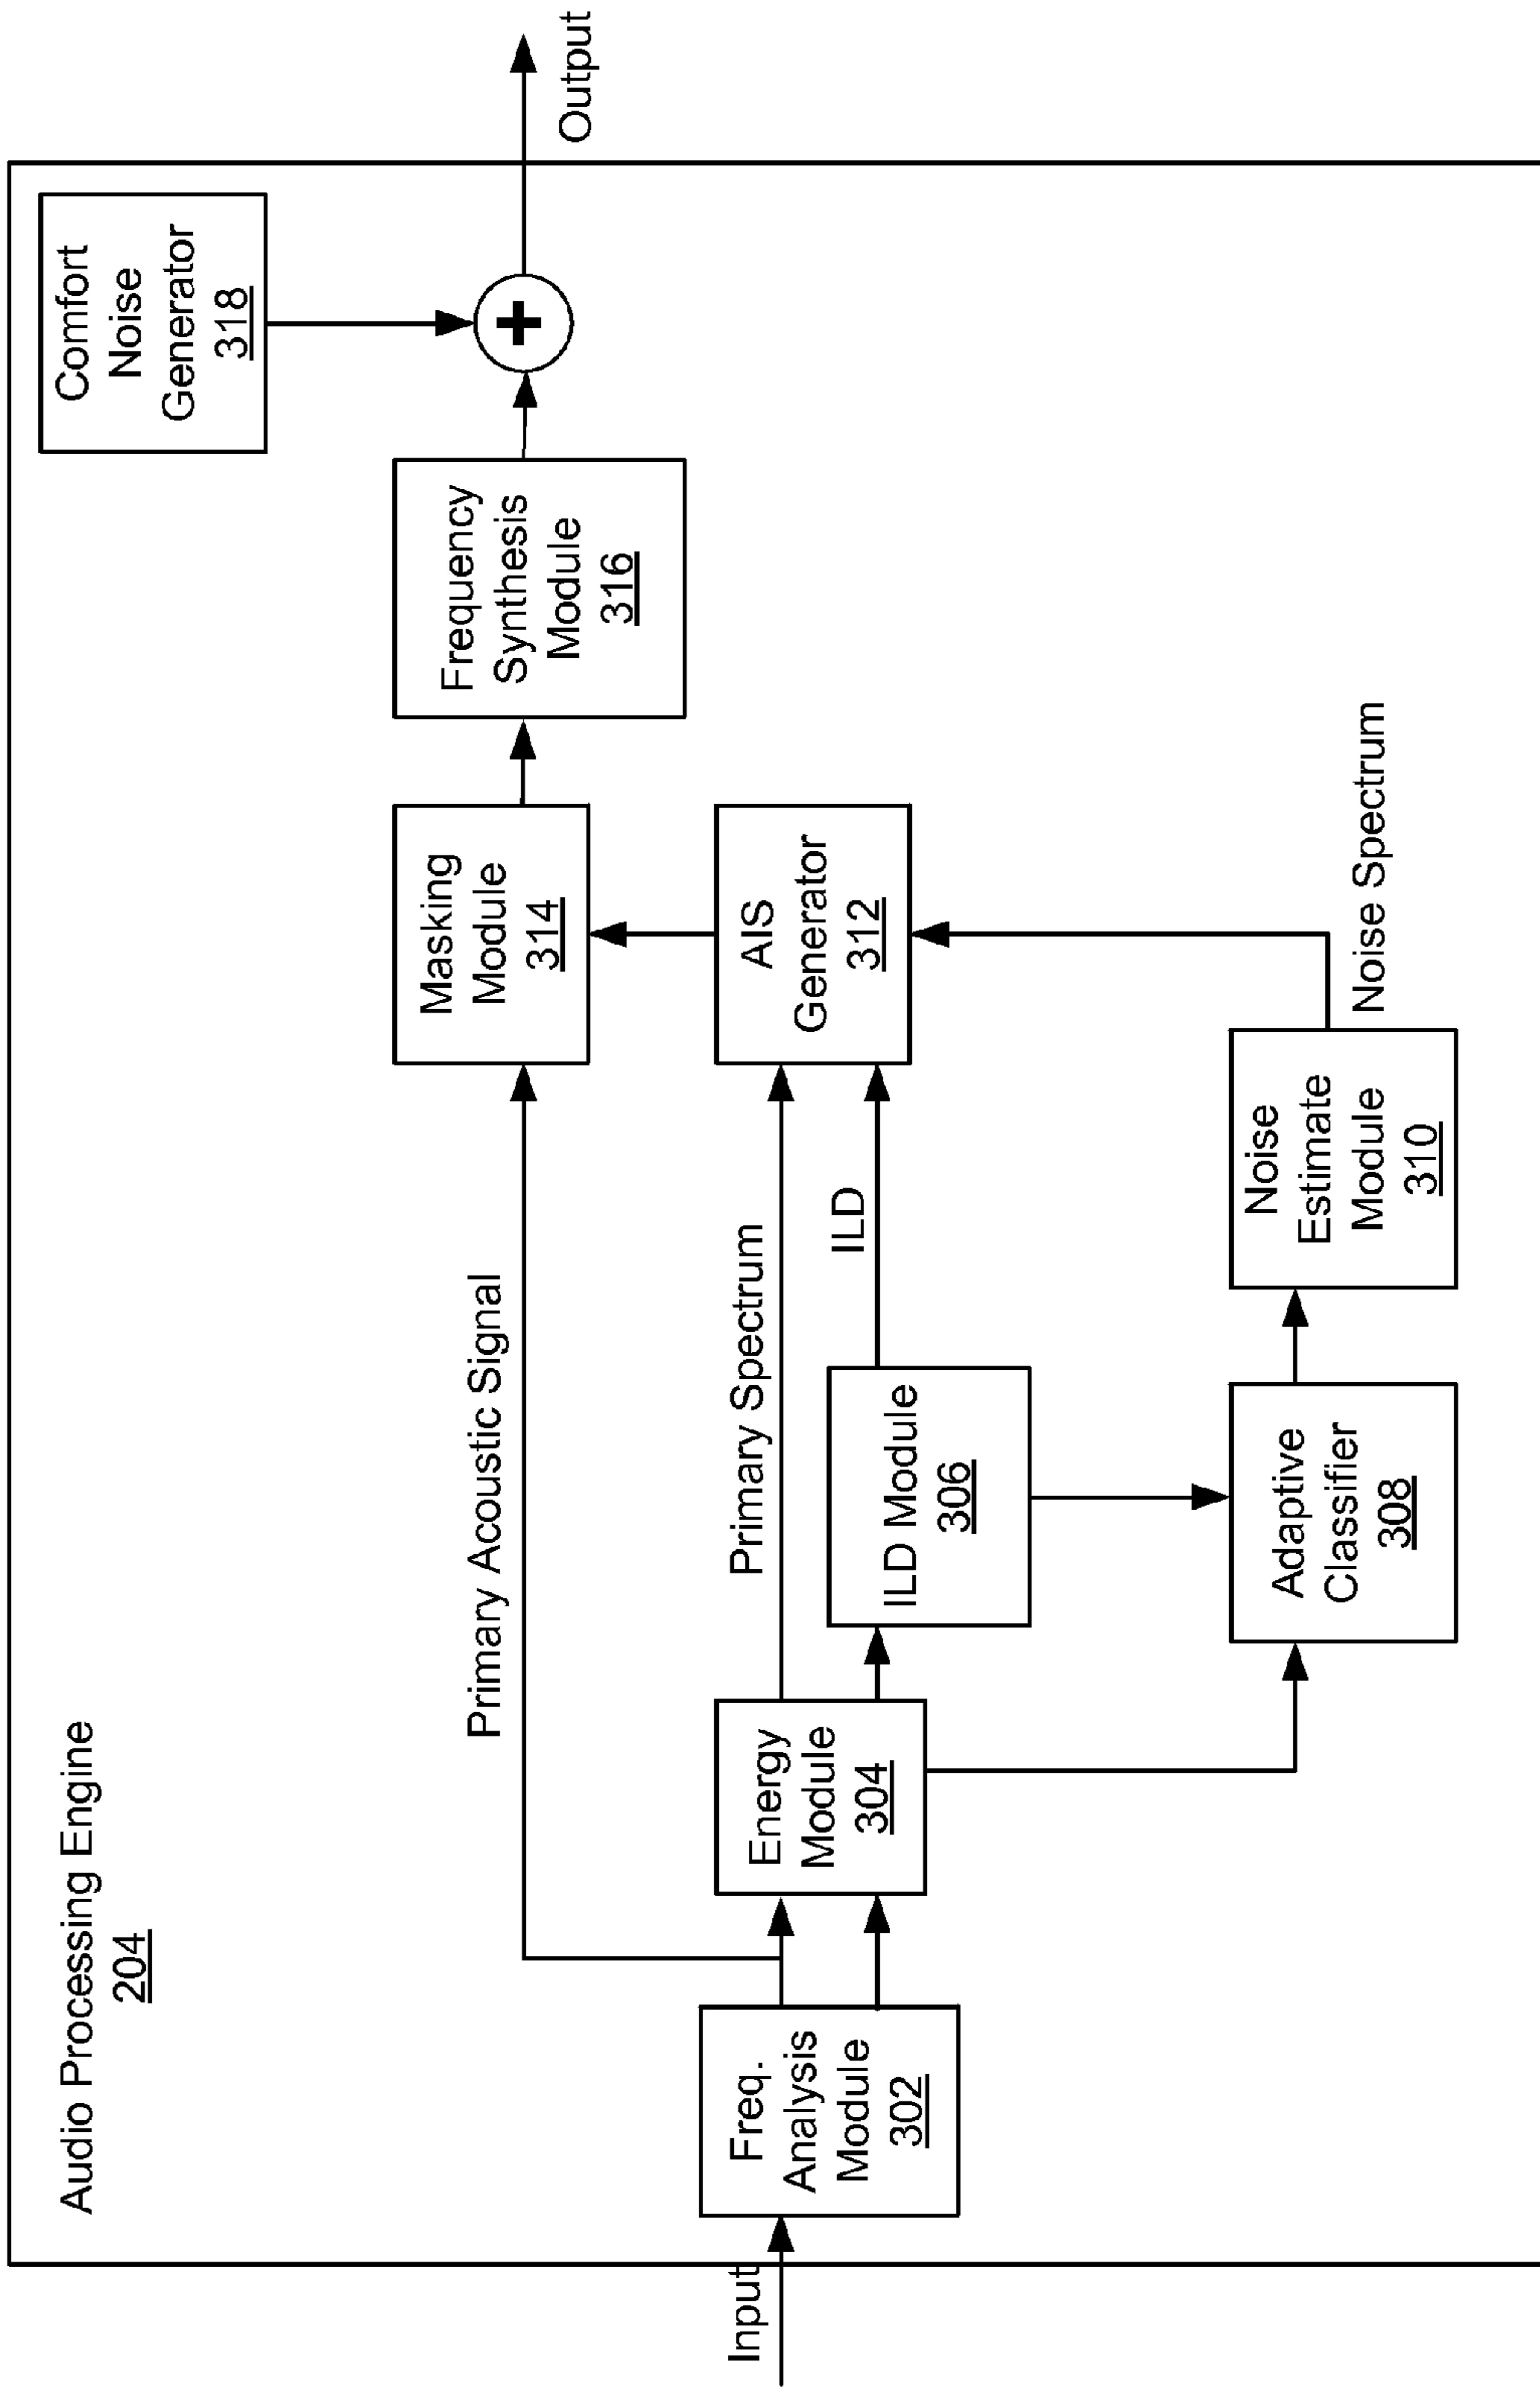 Audio Processing Engine
204
Input
Freq.
Analysis
Module
302
Primary Acoustic Signal
Energy
Module
304
Primary Spectrum
ILD Module
306
ILD
Adaptive
Classifier
308
Noise
Estimate
Module
310
Noise Spectrum
AIS
Generator
312
Masking
Module
314
Frequency
Synthesis
Module
316
Comfort
Noise
Generator
318
+
Output